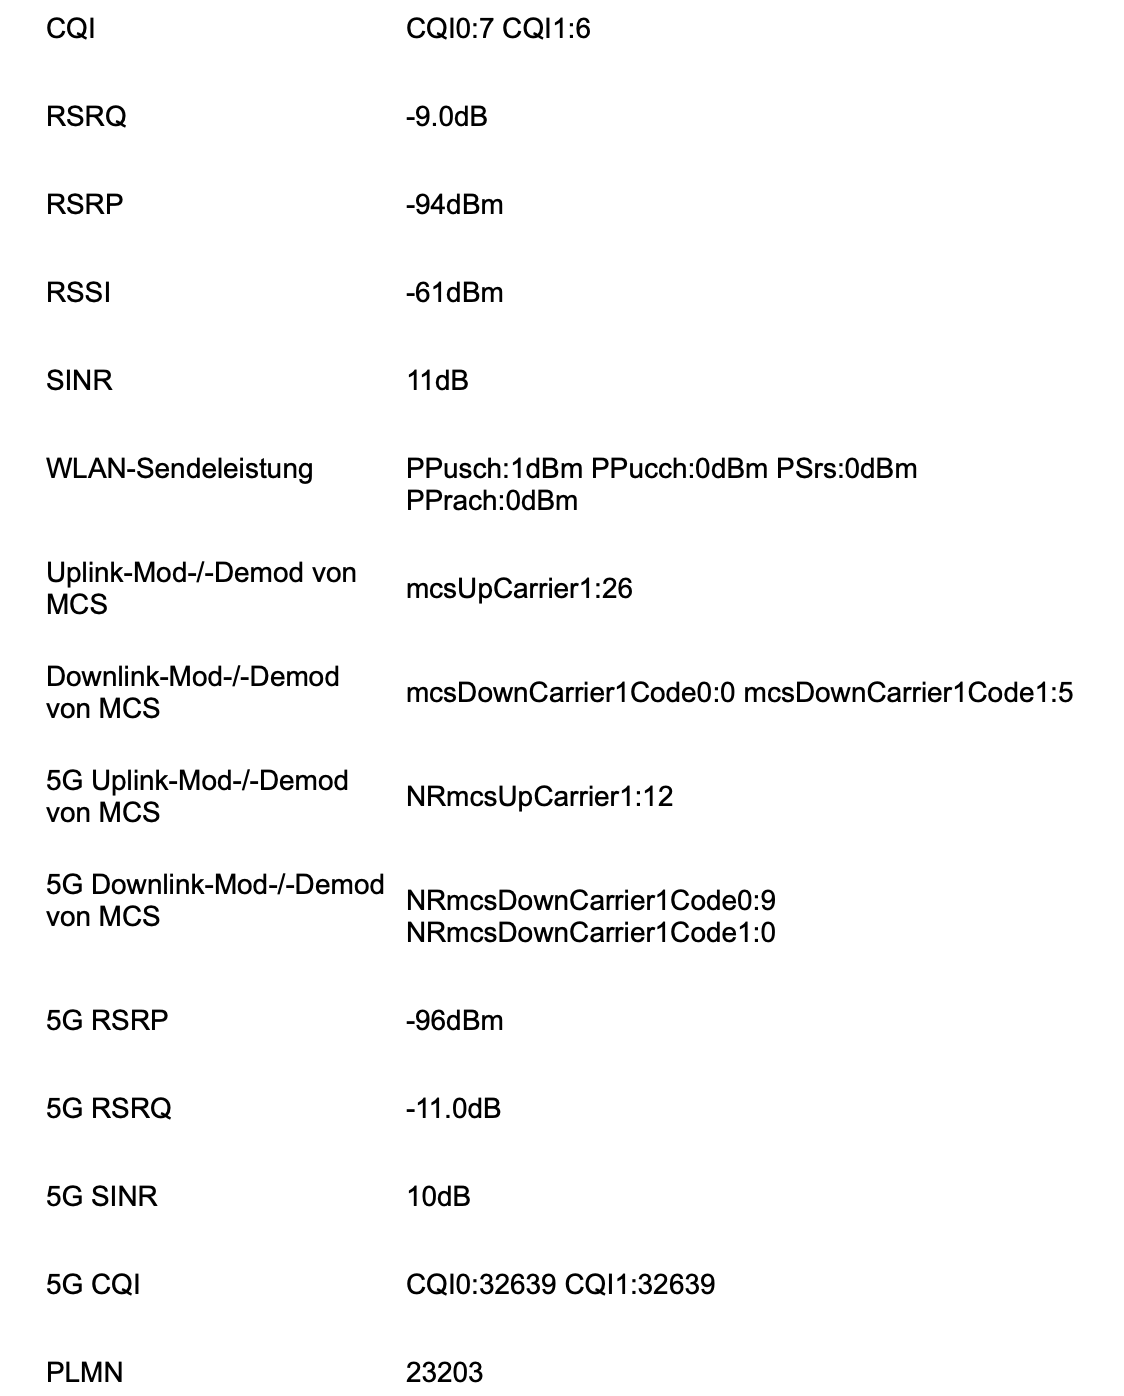 CQI CQI0:7 CQI1:6
RSRQ -9.0dB
RSRP -94dBm
RSSI -61dBm
SINR 11dB
WLAN-Sendeleistung PPusch:1dBm PPucch:0dBm PSrs:0dBm
PPrach:0dBm
Uplink-Mod-/-Demod von
MCS
mcsUpCarrier1:26
Downlink-Mod-/-Demod
von MCS
mcsDownCarrier1Code0:0 mcsDownCarrier1Code1:5
5G Uplink-Mod-/-Demod
von MCS
NRmcsUpCarrier1:12
5G Downlink-Mod-/-Demod
von MCS
NRmcsDownCarrier1Code0:9
NRmcsDownCarrier1Code1:0
5G RSRP -96dBm
5G RSRQ -11.0dB
5G SINR 10dB
5G CQI CQI0:32639 CQI1:32639
PLMN 23203